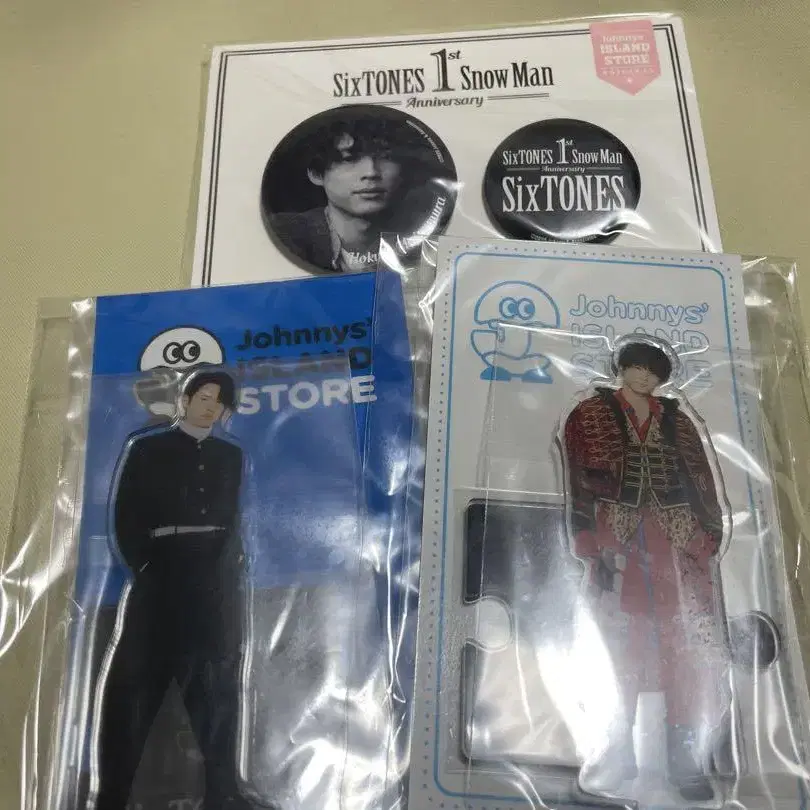 SixTONES 1st Snow Man
Anniversary
Johnnys'
ISLAND
STORE
ORIGINAL
SixTONES 1st Snow Man
Anniversary
SixTONES
Johnnys'
ISLAND
STORE
Johnnys'
ISLAND